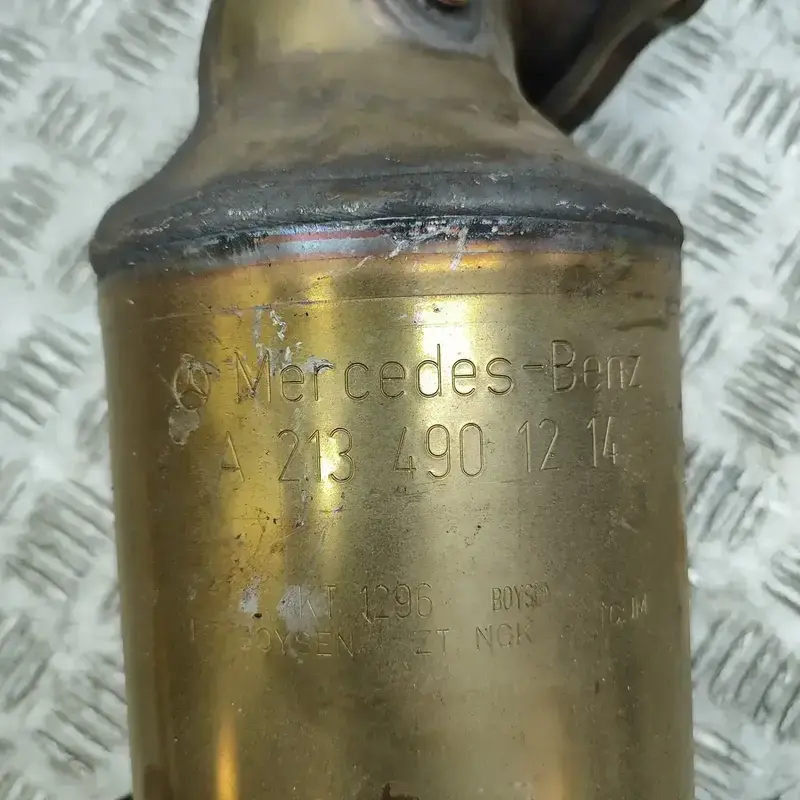 Mercedes-Benz
A 213 490 12 14
KT 1296 BOYSEN
BOYSEN ZT NGK